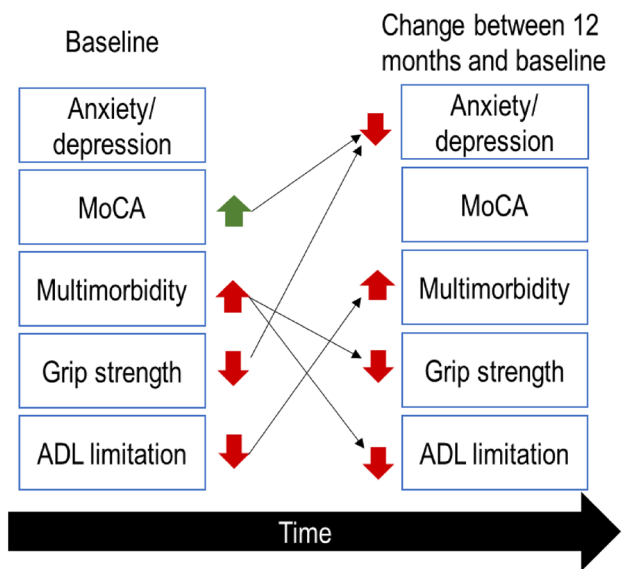 Baseline
Change between 12
months and baseline
Anxiety/
depression
MoCA
Multimorbidity
Grip strength
ADL limitation
Anxiety/
depression
MoCA
Multimorbidity
Grip strength
ADL limitation
Time